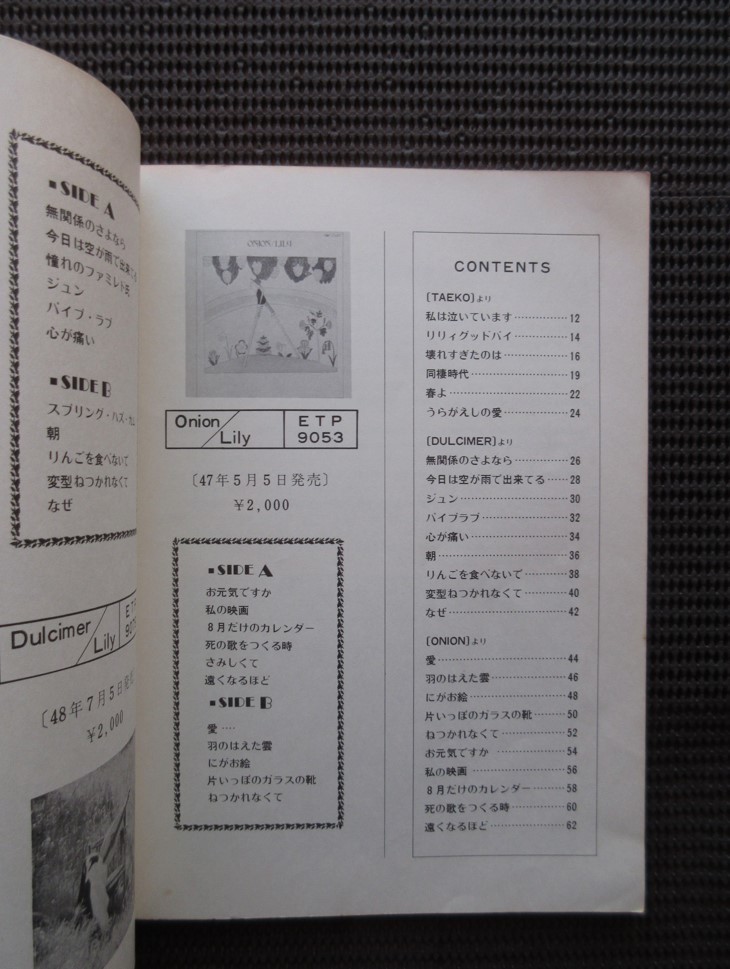 ■SIDE A
無関係のさよなら
今日は空が雨で出来てる
憧れのファミレド氏
ジュン
バイブ・ラブ
心が痛い
■SIDE B
スプリング・ハズ・
朝
りんごを食べないで
変型ねつかれなくて
なぜ
Dulcimer/Lily
ETP
〔48年7月5日発売
¥2,000
ONION/LILY
Onion/Lily
ETP
9053
〔47年5月5日発売〕
¥2,000
■SIDE A
お元気ですか
私の映画
8月だけのカレンダー
死の歌をつくる時
さみしくて
遠くなるほど
■SIDE B
愛‥‥
羽のはえた雲
にがお絵
片いっぽのガラスの靴
ねつかれなくて
CONTENTS
〔TAEKO〕より
私は泣いています……………12
リリィグッドバイ……………14
壊れすぎたのは………………16
同棲時代………………………19
春よ……………………………22
うらがえしの愛………………24
〔DULCIMER〕より
無関係のさよなら……………26
今日は空が雨で出来てる……28
ジュン…………………………30
バイブラブ……………………32
心が痛い………………………34
朝………………………………36
りんごを食べないで…………38
変型ねつかれなくて…………40
なぜ……………………………42
〔ONION〕より
愛………………………………44
羽のはえた雲…………………46
にがお絵………………………48
片いっぽのガラスの靴………50
ねつかれなくて………………52
お元気ですか…………………54
私の映画………………………56
8月だけのカレンダー………58
死の歌をつくる時……………60
遠くなるほど…………………62